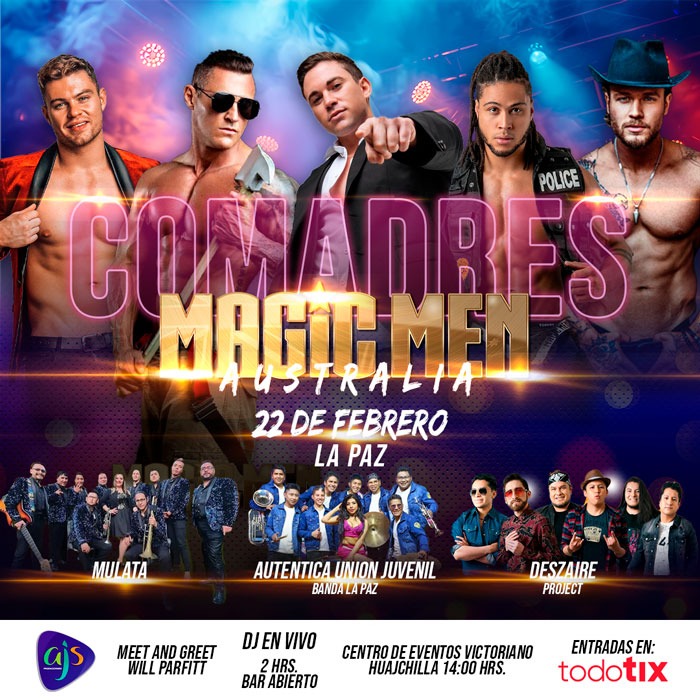 POLICE
COMADRES
MAGIC MEN
AUSTRALIA
22 DE FEBRERO
LA PAZ
MULATA
AUTENTICA UNION JUVENIL
BANDA LA PAZ
DESZAIRE
PROJECT
ajs
MEET AND GREET
WILL PARFITT
DJ EN VIVO
2 HRS.
BAR ABIERTO
CENTRO DE EVENTOS VICTORIANO
HUAJCHILLA 14:00 HRS.
ENTRADAS EN:
todotix